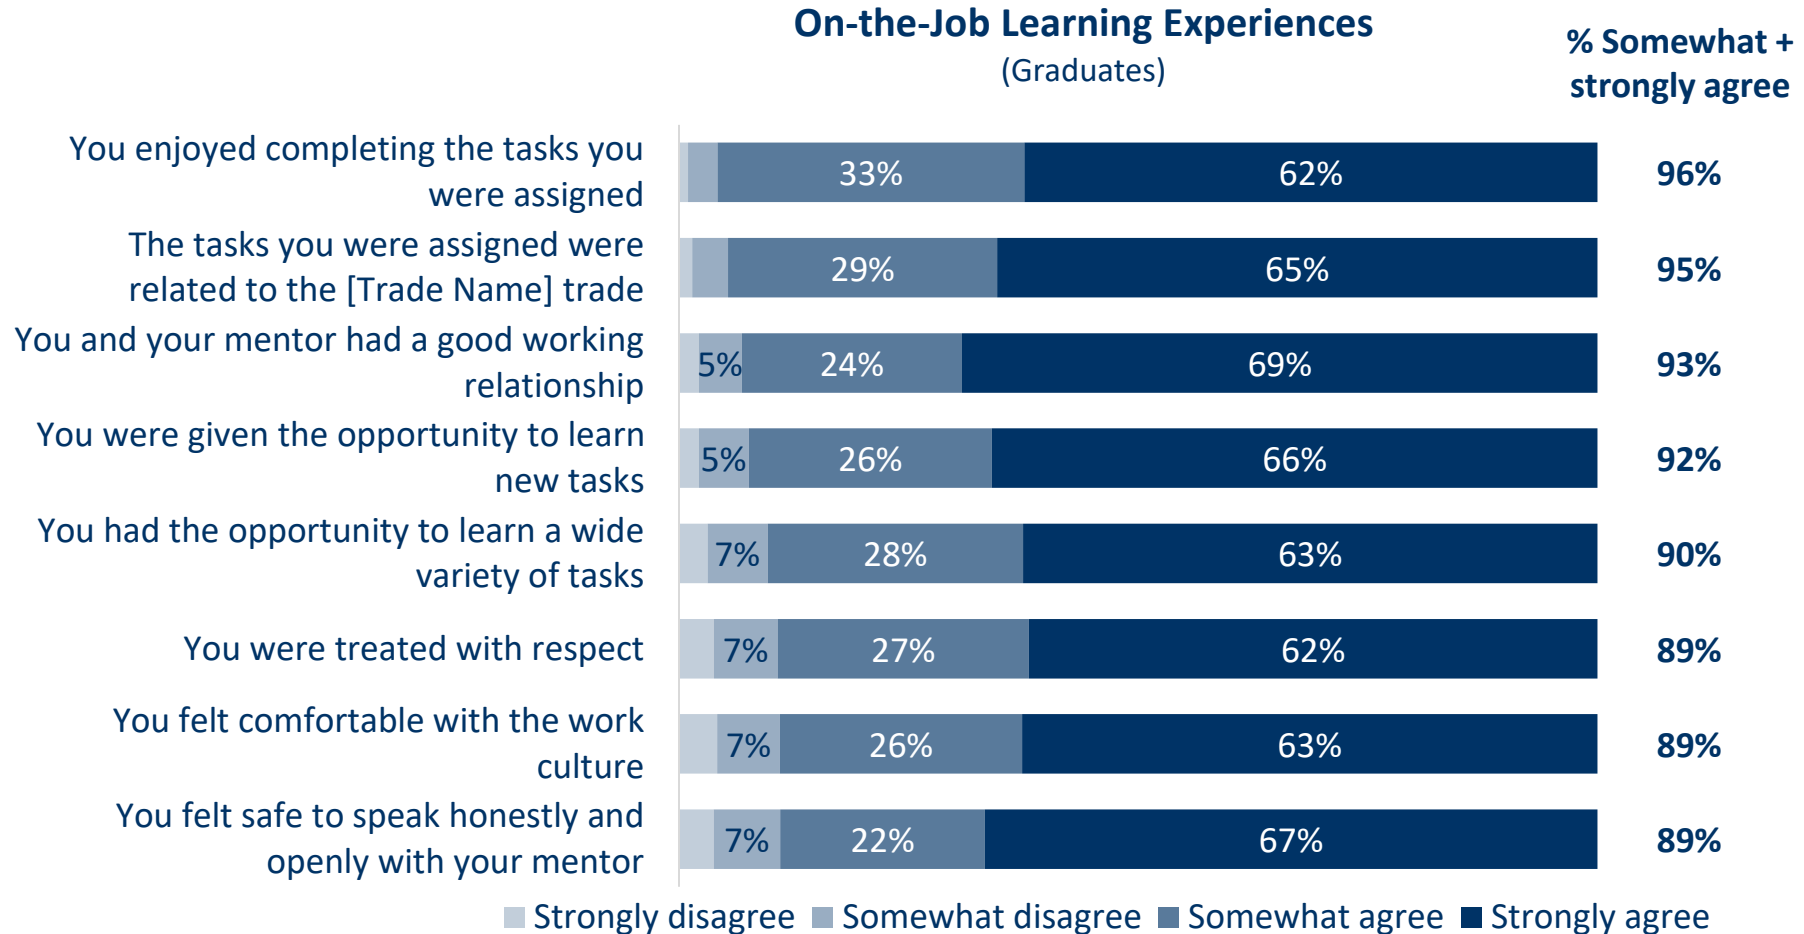 On-the-Job Learning Experiences
(Graduates)
% Somewhat +
strongly agree
You enjoyed completing the tasks you
were assigned
33% 62% 96%
The tasks you were assigned were
related to the [Trade Name] trade
29% 65% 95%
You and your mentor had a good working
relationship
5% 24% 69% 93%
You were given the opportunity to learn
new tasks
5% 26% 66% 92%
You had the opportunity to learn a wide
variety of tasks
7% 28% 63% 90%
You were treated with respect
7% 27% 62% 89%
You felt comfortable with the work
culture
7% 26% 63% 89%
You felt safe to speak honestly and
openly with your mentor
7% 22% 67% 89%
Strongly disagree Somewhat disagree Somewhat agree Strongly agree